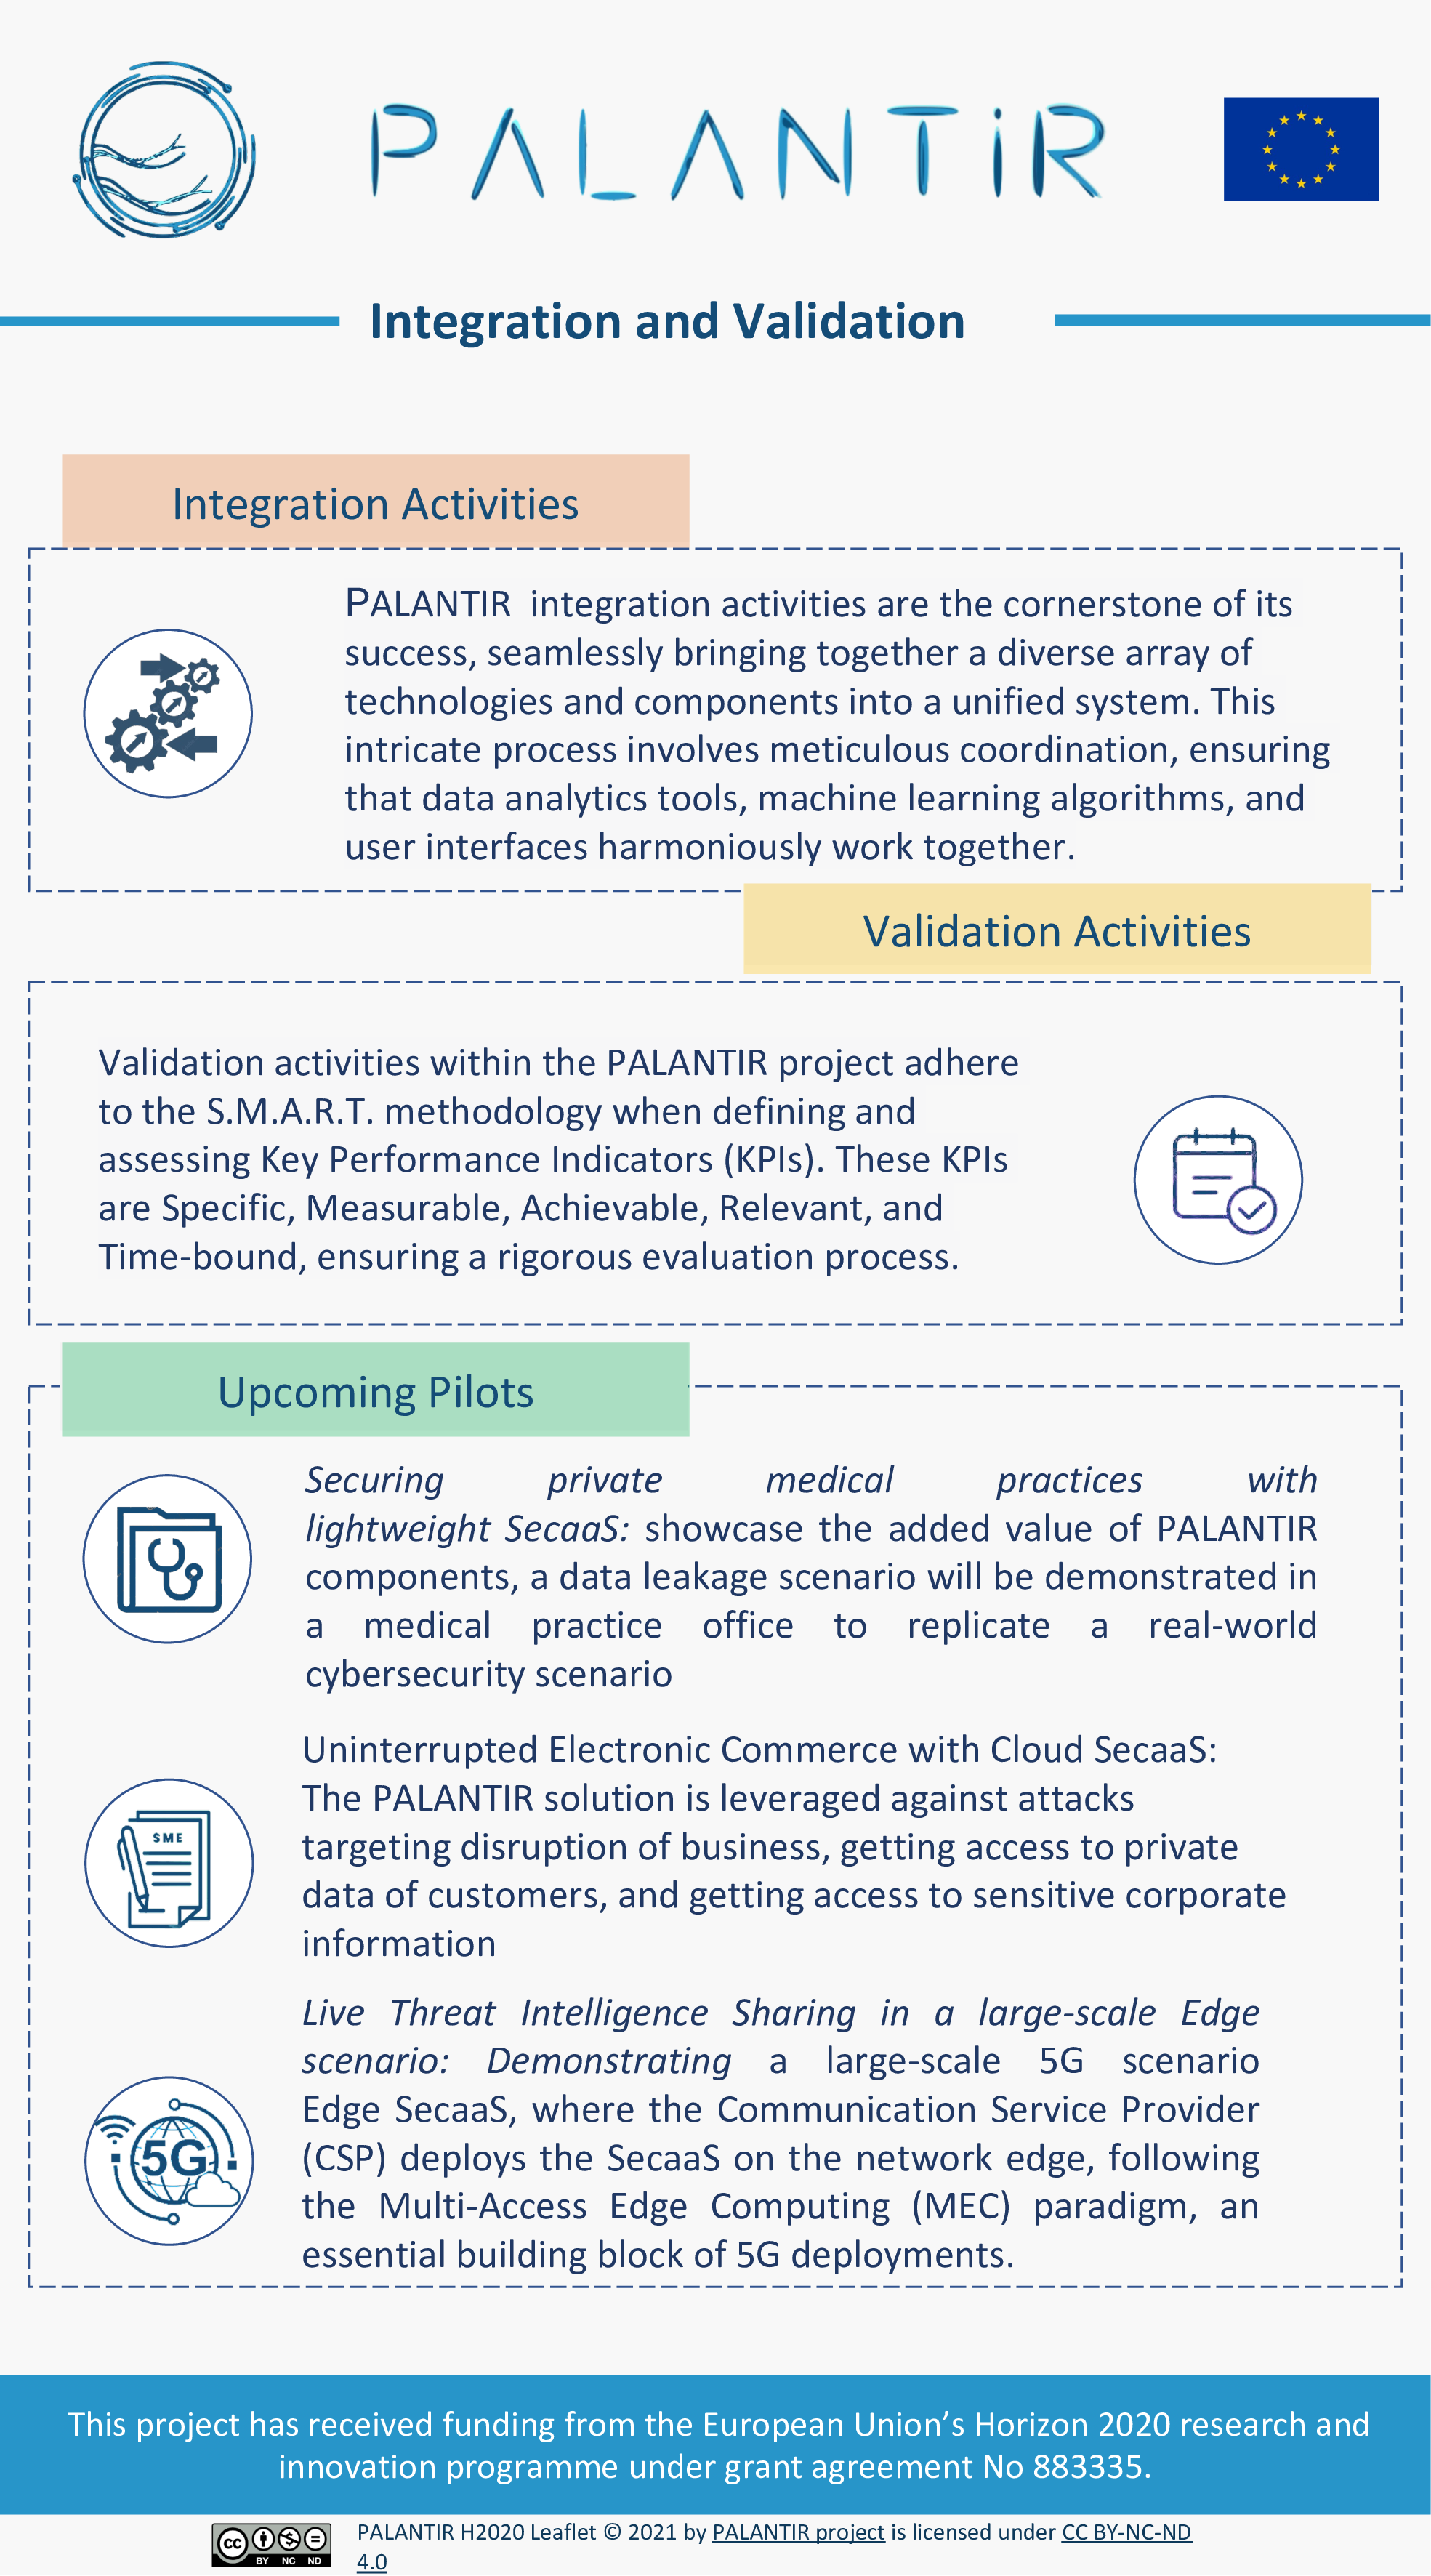 PALANTiR
Integration and Validation
Integration Activities
PALANTIR integration activities are the cornerstone of its
success, seamlessly bringing together a diverse array of
technologies and components into a unified system. This
intricate process involves meticulous coordination, ensuring
that data analytics tools, machine learning algorithms, and
user interfaces harmoniously work together.
Validation Activities
Validation activities within the PALANTIR project adhere
to the S.M.A.R.T. methodology when defining and
assessing Key Performance Indicators (KPIs). These KPIs
are Specific, Measurable, Achievable, Relevant, and
Time-bound, ensuring a rigorous evaluation process.
Upcoming Pilots
Securing private medical practices with
lightweight SecaaS: showcase the added value of PALANTIR
components, a data leakage scenario will be demonstrated in
a medical practice office to replicate a real-world
cybersecurity scenario
SME
Uninterrupted Electronic Commerce with Cloud SecaaS:
The PALANTIR solution is leveraged against attacks
targeting disruption of business, getting access to private
data of customers, and getting access to sensitive corporate
information
5G
Live Threat Intelligence Sharing in a large-scale Edge
scenario: Demonstrating a large-scale 5G scenario
Edge SecaaS, where the Communication Service Provider
(CSP) deploys the SecaaS on the network edge, following
the Multi-Access Edge Computing (MEC) paradigm, an
essential building block of 5G deployments.
This project has received funding from the European Union’s Horizon 2020 research and
innovation programme under grant agreement No 883335.
cc BY NC ND
PALANTIR H2020 Leaflet © 2021 by PALANTIR project is licensed under CC BY-NC-ND
4.0